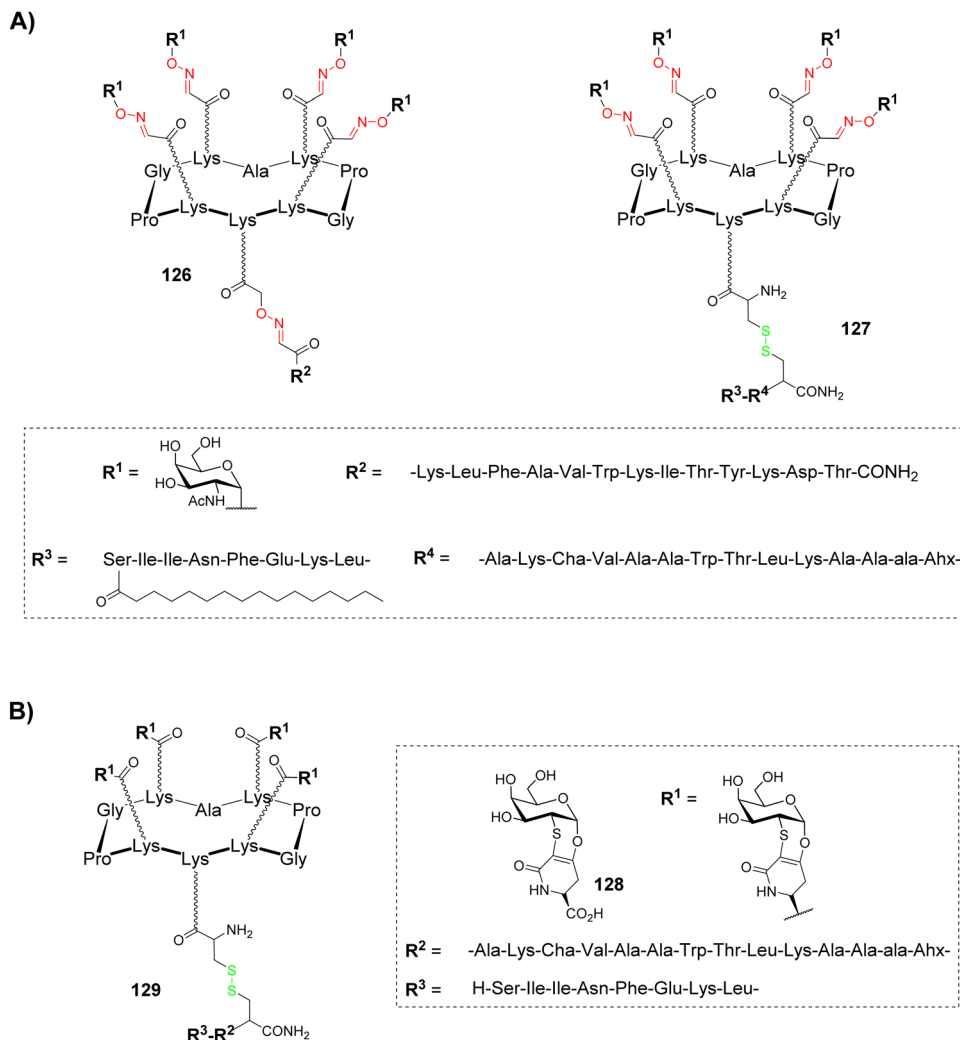 A)
R¹ R¹ R¹ R¹
R¹ R¹ R¹ R¹
O N N O O N N O
O N O O N O O N O O N O
O O O O
Lys Lys Lys Lys
Gly Ala Pro Gly Ala Pro
Pro Lys Lys Lys Gly Pro Lys Lys Lys Gly
126
O O NH₂
O N S 127
O S
R² R³-R⁴ CONH₂
R¹ = HO OH O HO AcNH
R² = -Lys-Leu-Phe-Ala-Val-Trp-Lys-Ile-Thr-Tyr-Lys-Asp-Thr-CONH₂
R³ = Ser-Ile-Ile-Asn-Phe-Glu-Lys-Leu-
O
R⁴ = -Ala-Lys-Cha-Val-Ala-Ala-Trp-Thr-Leu-Lys-Ala-Ala-ala-Ahx-
B)
R¹ O O R¹
R¹ O O R¹
Lys Lys
Gly Ala Pro
Pro Lys Lys Lys Gly
O NH₂
S
129 S
R³-R² CONH₂
HO OH O HO S O O HN CO₂H 128
R¹ = HO OH O HO S O O HN
R² = -Ala-Lys-Cha-Val-Ala-Ala-Trp-Thr-Leu-Lys-Ala-Ala-ala-Ahx-
R³ = H-Ser-Ile-Ile-Asn-Phe-Glu-Lys-Leu-